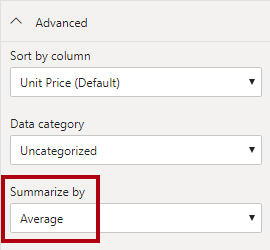 Advanced
Sort by column
Unit Price (Default)
Data category
Uncategorized
Summarize by
Average